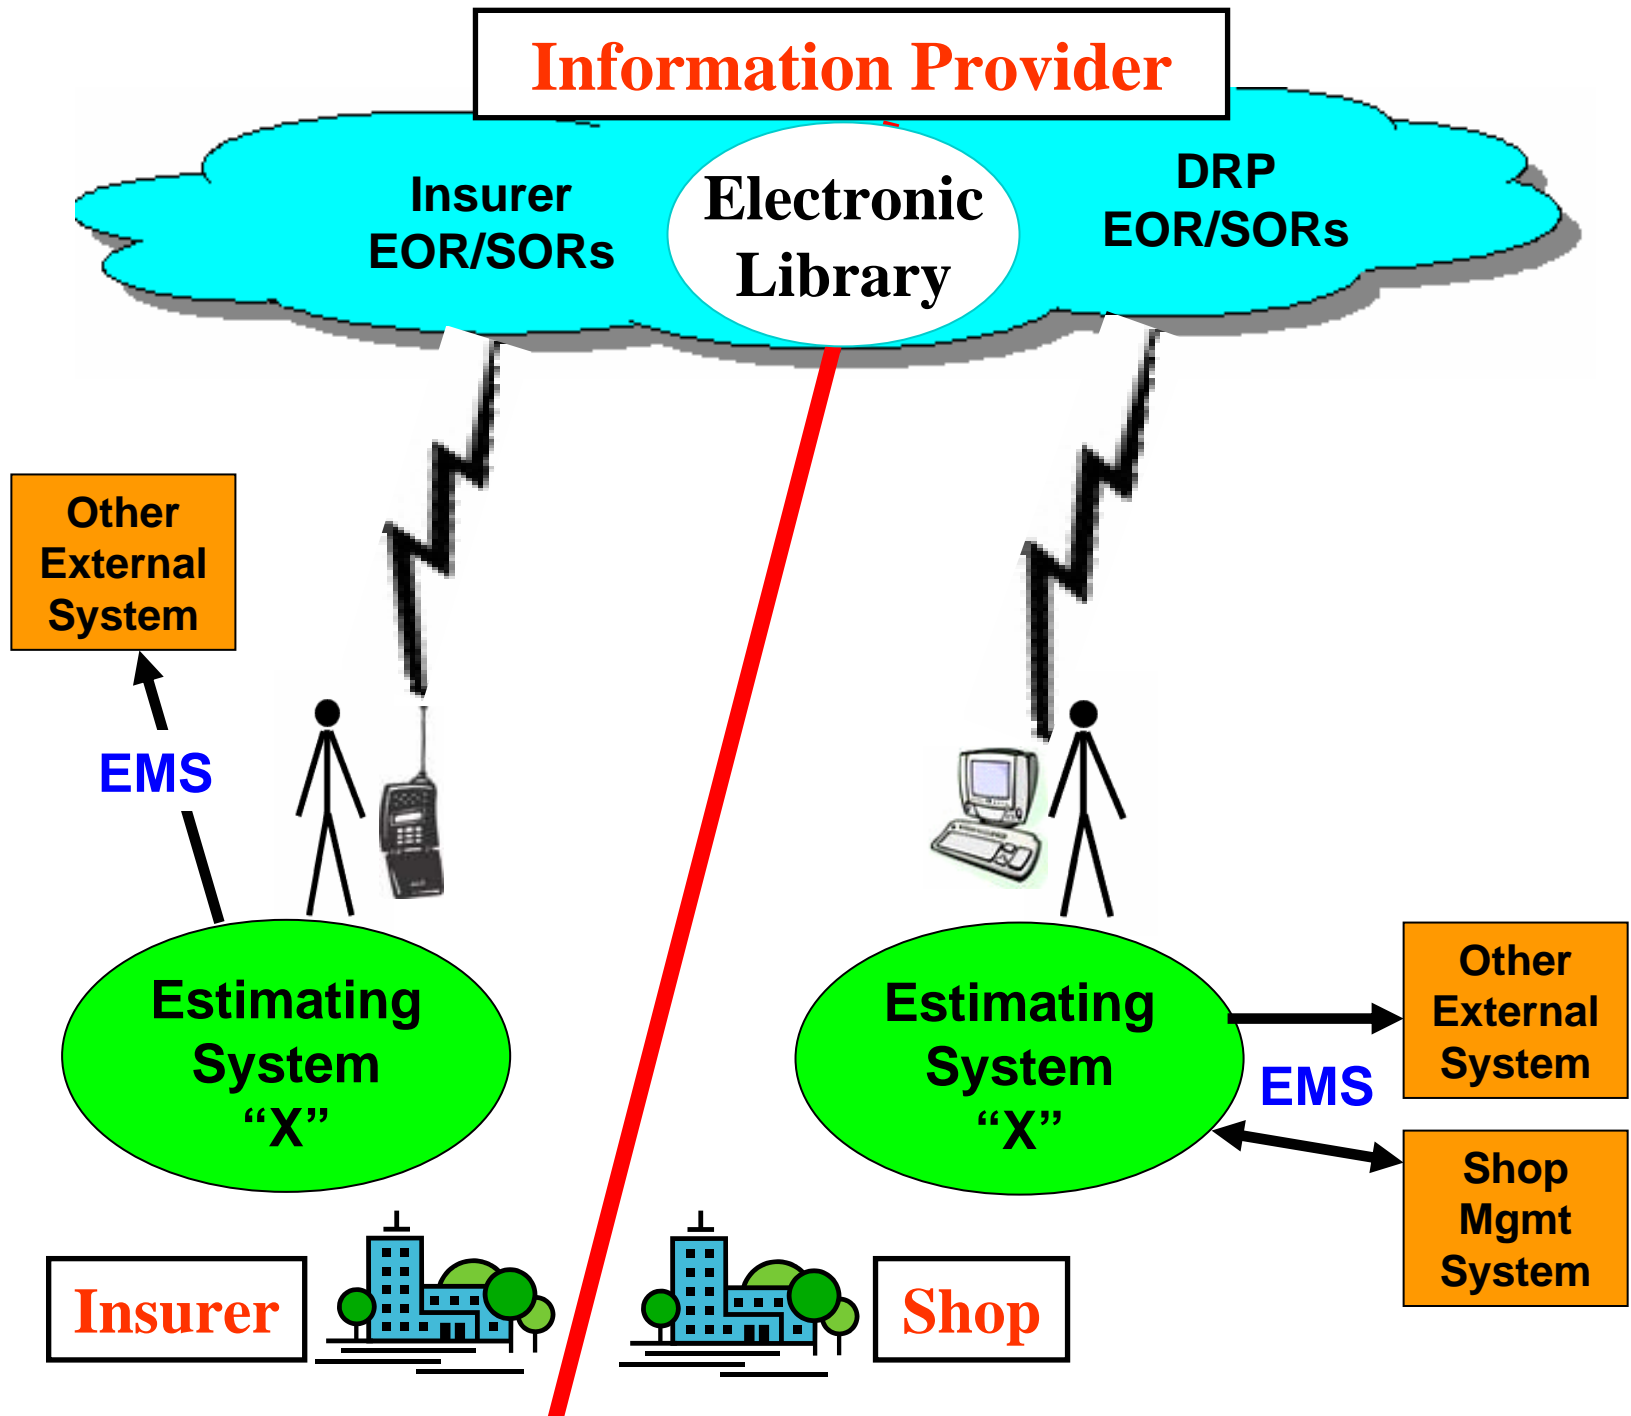 Information Provider
Insurer
EOR/SORs
Electronic
Library
DRP
EOR/SORs
Other
External
System
EMS
Estimating
System
“X”
Estimating
System
“X”
Other
External
System
EMS
Shop
Mgmt
System
Insurer
Shop